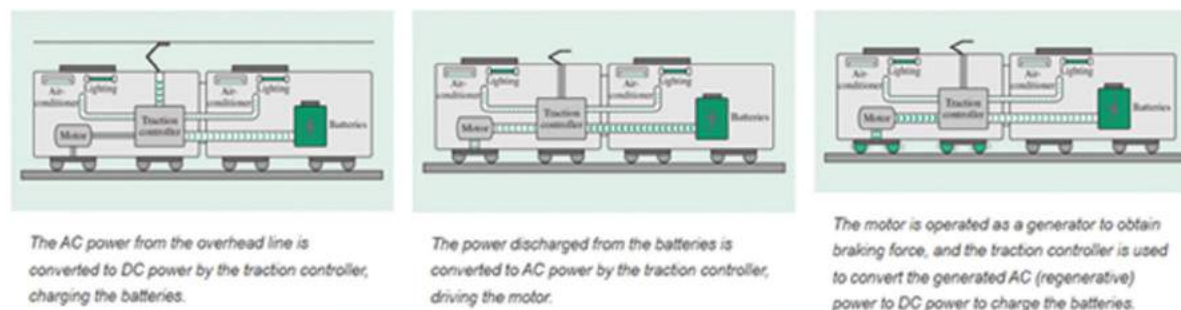 Air-
conditioner
Lighting
Air-
conditioner
Lighting
Traction
controller
Motor
Batteries
The AC power from the overhead line is
converted to DC power by the traction controller,
charging the batteries.
Air-
conditioner
Lighting
Air-
conditioner
Lighting
Traction
controller
Motor
Batteries
The power discharged from the batteries is
converted to AC power by the traction controller,
driving the motor.
Air-
conditioner
Lighting
Air-
conditioner
Lighting
Traction
controller
Motor
Batteries
The motor is operated as a generator to obtain
braking force, and the traction controller is used
to convert the generated AC (regenerative)
power to DC power to charge the batteries.